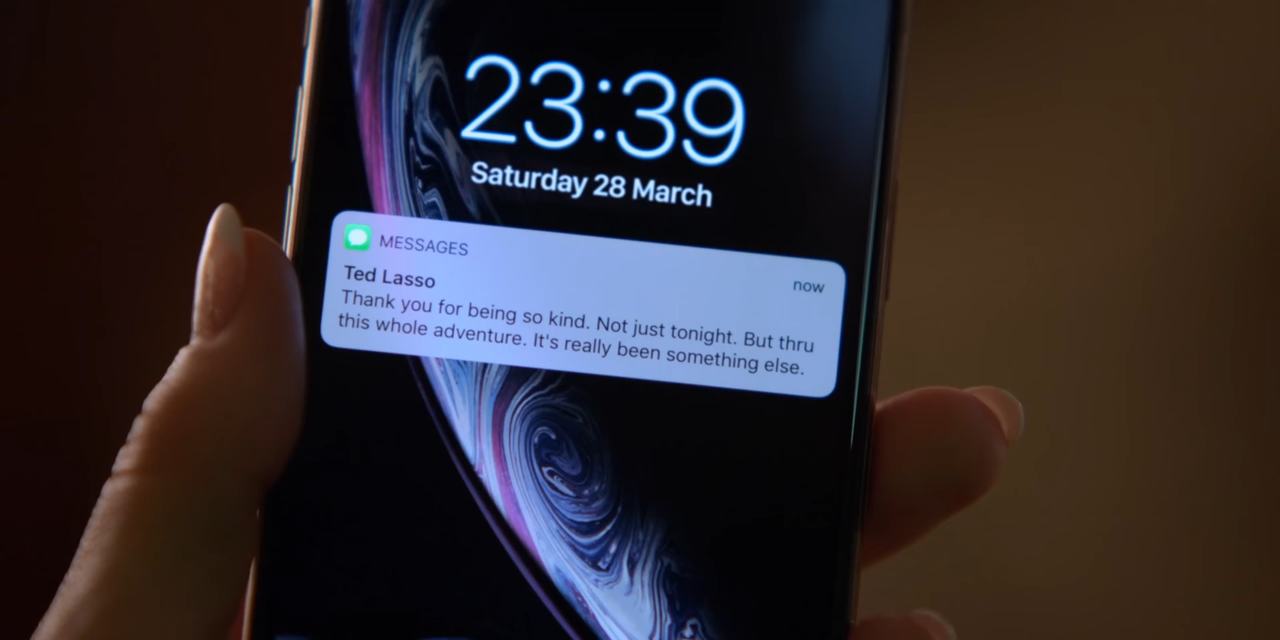 23:39
Saturday 28 March
MESSAGES
now
Ted Lasso
Thank you for being so kind. Not just tonight. But thru
this whole adventure. It's really been something else.